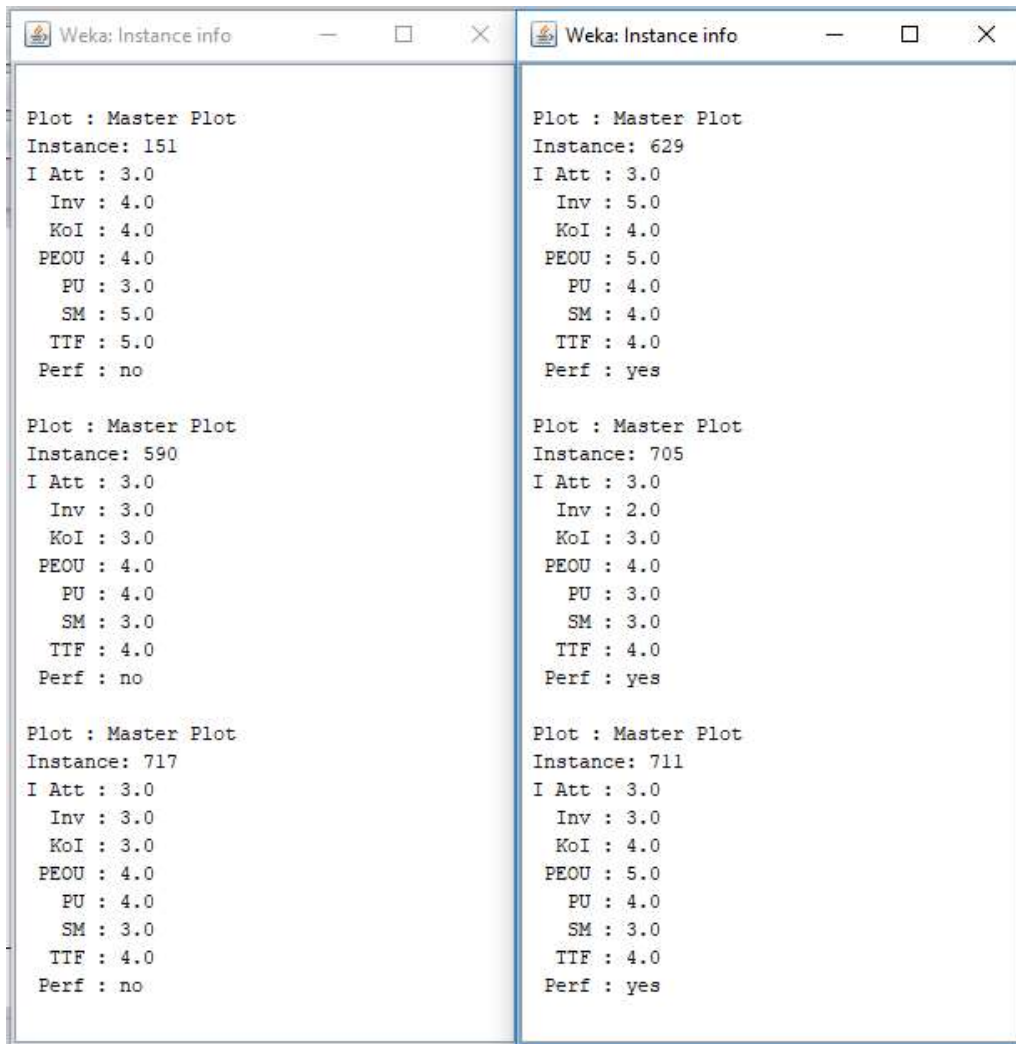 Weka: Instance info
Plot : Master Plot
Instance: 151
I Att : 3.0
Inv : 4.0
KoI : 4.0
PEOU : 4.0
PU : 3.0
SM : 5.0
TTF : 5.0
Perf : no
Plot : Master Plot
Instance: 590
I Att : 3.0
Inv : 3.0
KoI : 3.0
PEOU : 4.0
PU : 4.0
SM : 3.0
TTF : 4.0
Perf : no
Plot : Master Plot
Instance: 717
I Att : 3.0
Inv : 3.0
KoI : 3.0
PEOU : 4.0
PU : 4.0
SM : 3.0
TTF : 4.0
Perf : no
Weka: Instance info
Plot : Master Plot
Instance: 629
I Att : 3.0
Inv : 5.0
KoI : 4.0
PEOU : 5.0
PU : 4.0
SM : 4.0
TTF : 4.0
Perf : yes
Plot : Master Plot
Instance: 705
I Att : 3.0
Inv : 2.0
KoI : 3.0
PEOU : 4.0
PU : 3.0
SM : 3.0
TTF : 4.0
Perf : yes
Plot : Master Plot
Instance: 711
I Att : 3.0
Inv : 3.0
KoI : 4.0
PEOU : 5.0
PU : 4.0
SM : 3.0
TTF : 4.0
Perf : yes